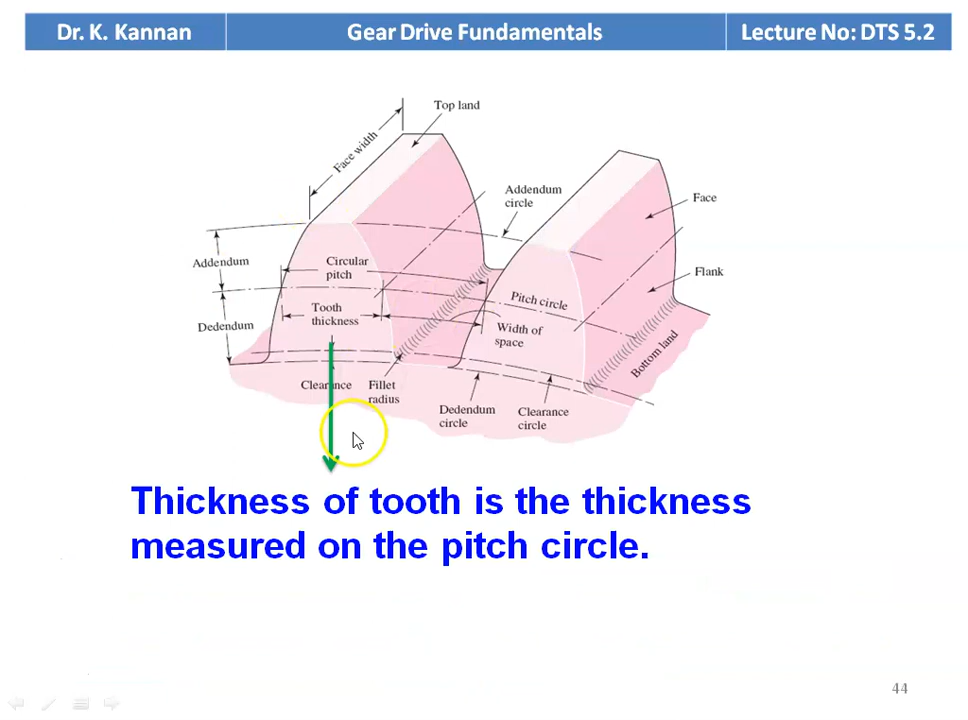 Dr. K. Kannan
Gear Drive Fundamentals
Lecture No: DTS 5.2
Top land
Face width
Addendum
circle
Face
Addendum
Circular
pitch
Flank
Pitch circle
Tooth
thickness
Dedendum
Width of
space
Bottom land
Clearance
Fillet
radius
Dedendum
circle
Clearance
circle
Thickness of tooth is the thickness
measured on the pitch circle.
44